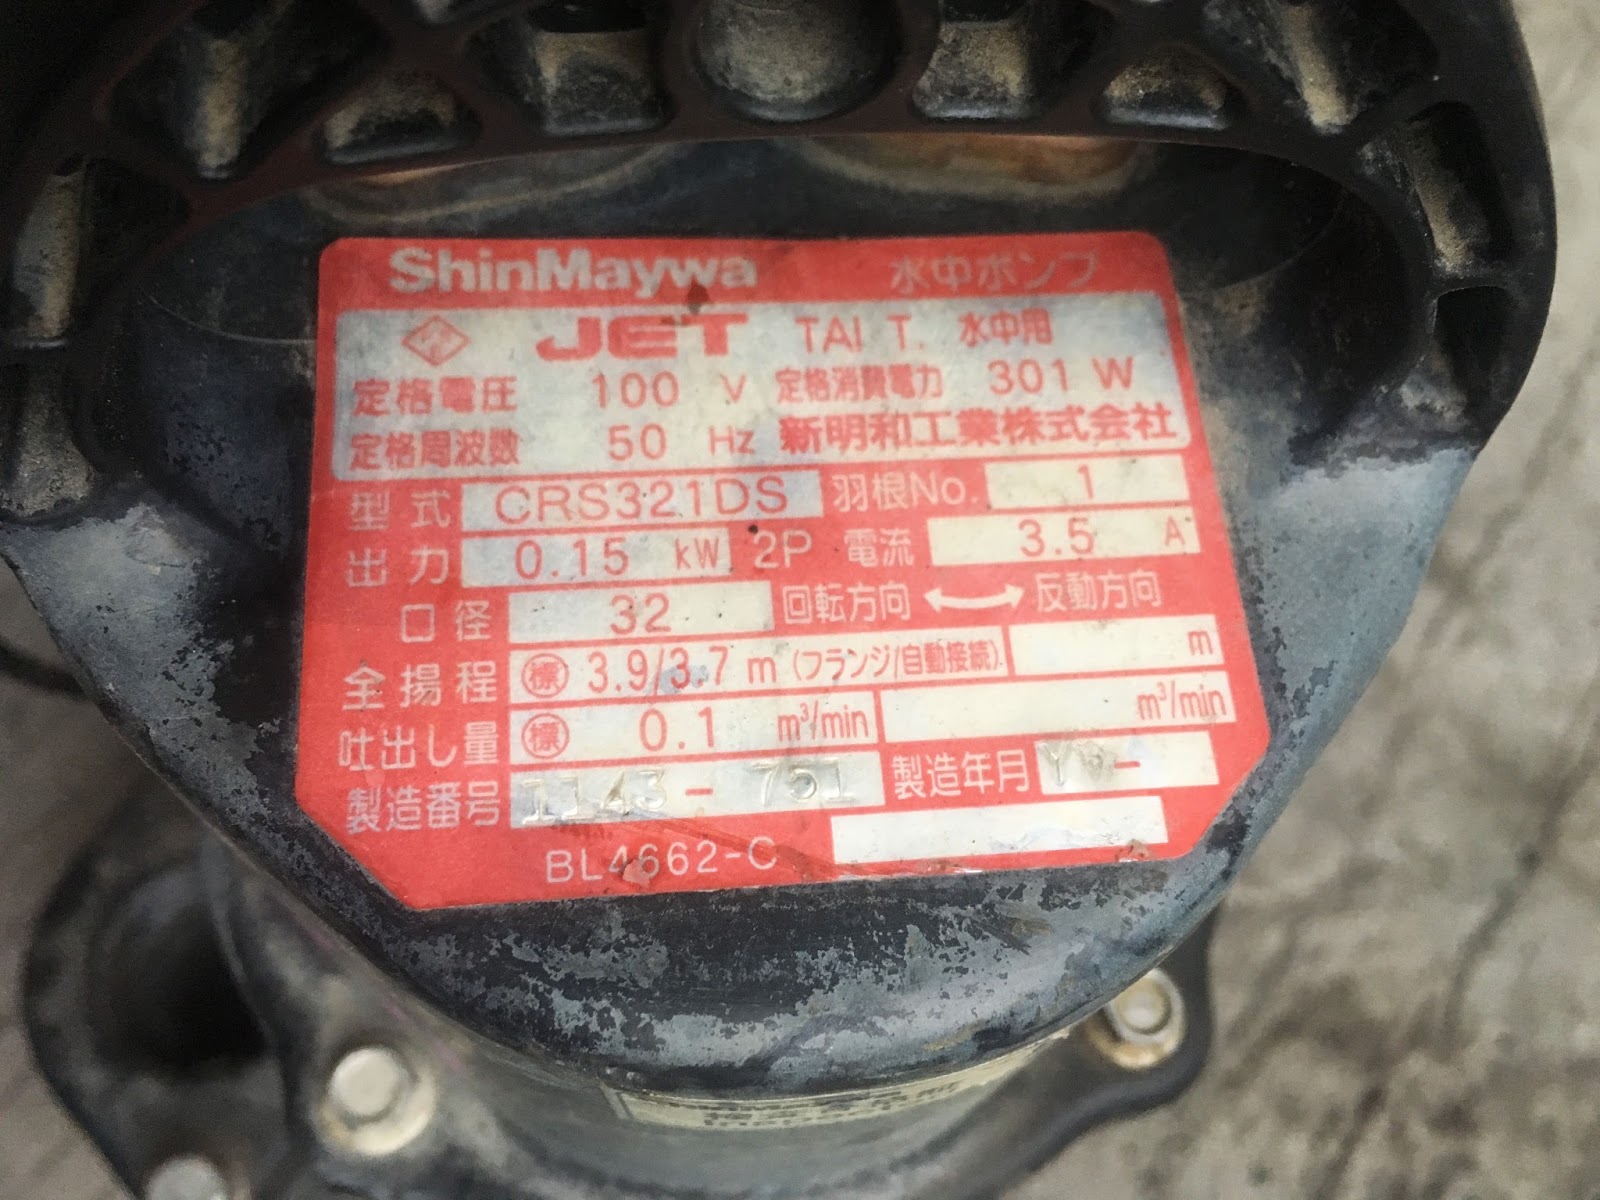 ShinMaywa 水中ポンプ
JET TAI T. 水中用
定格電圧 100 V 定格消費電力 301 W
定格周波数 50 Hz 新明和工業株式会社
型式 CRS321DS 羽根No. 1
出力 0.15 kW 2P 電流 3.5 A
口径 32 回転方向 ⟷ 反動方向
全揚程 標 3.9/3.7 m (フランジ/自動接続) m
吐出し量 標 0.1 m³/min m³/min
製造番号 1143-751 製造年月
BL4662-C